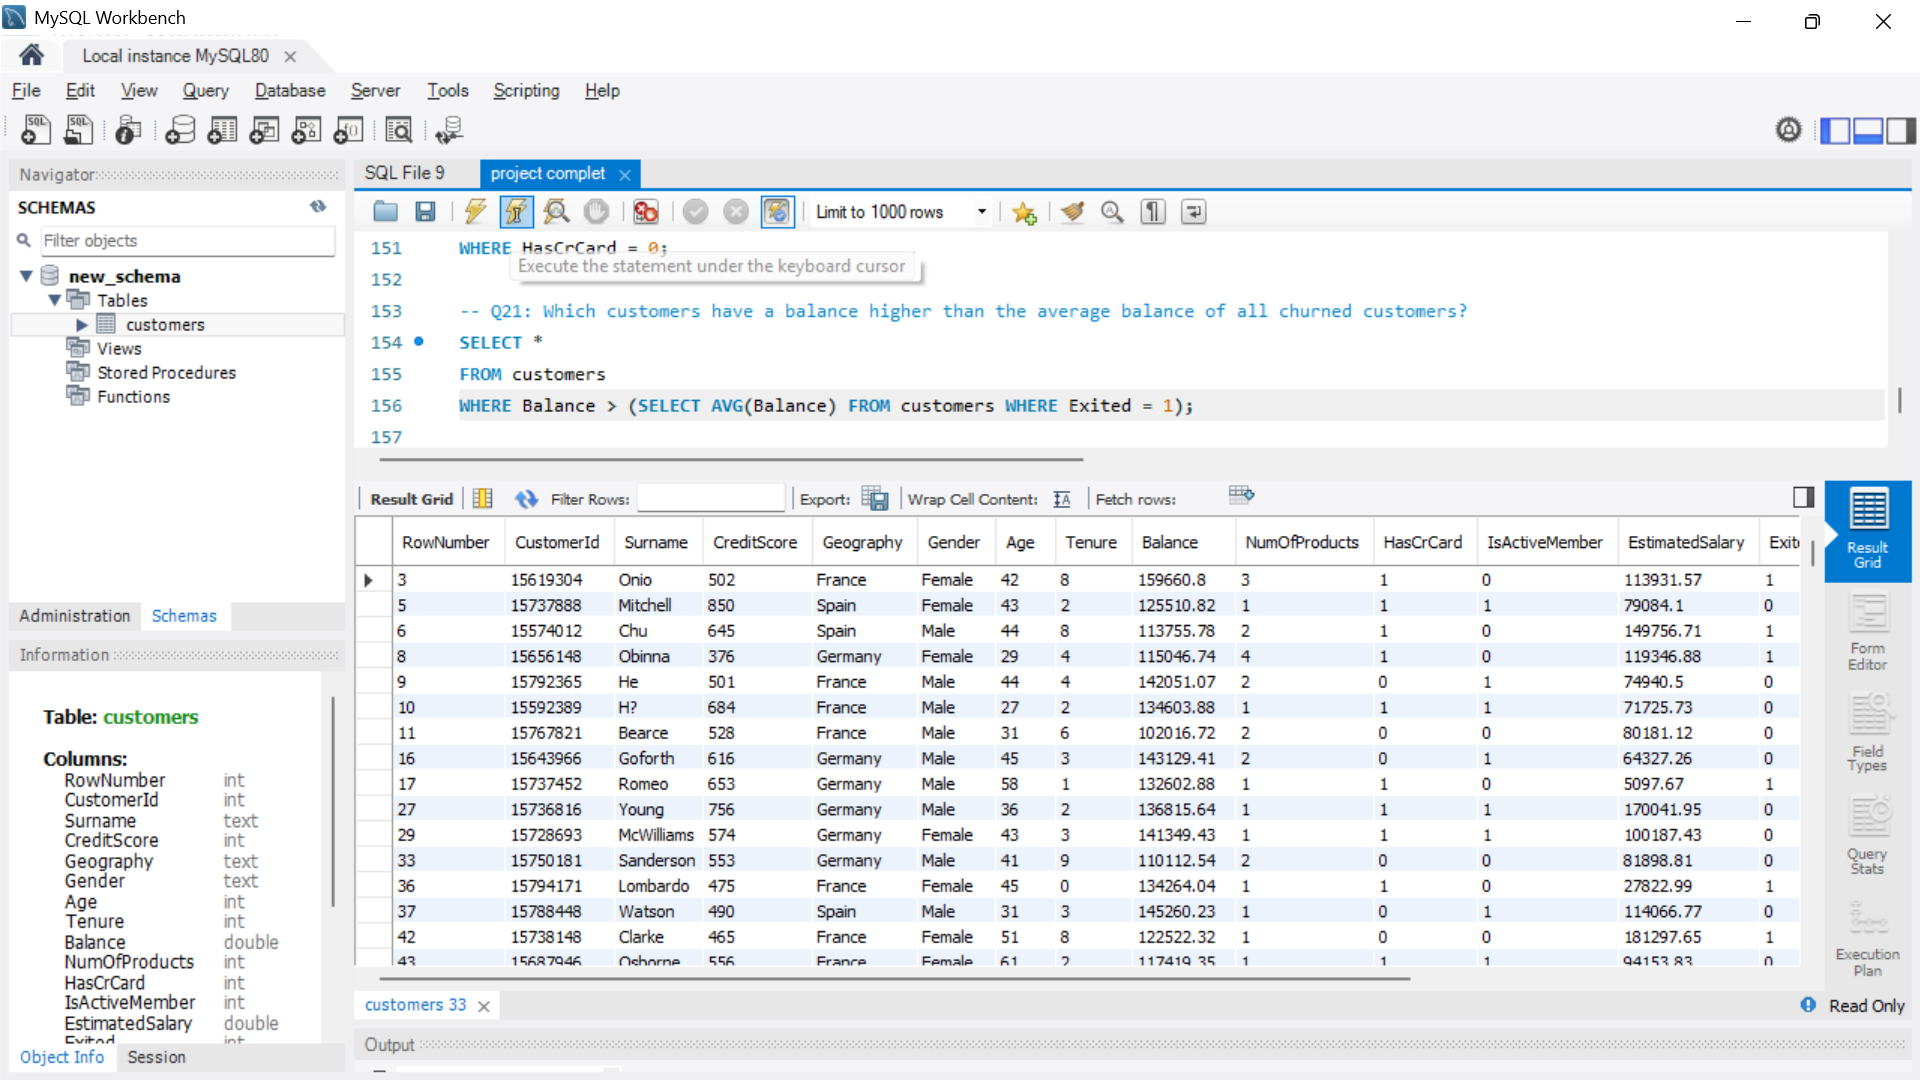 MySQL Workbench
Local instance MySQL80
File Edit View Query Database Server Tools Scripting Help
Navigator
SCHEMAS
Filter objects
new_schema
Tables
customers
Views
Stored Procedures
Functions
Administration Schemas
Information
Table: customers
Columns:
RowNumber int
CustomerId int
Surname text
CreditScore int
Geography text
Gender text
Age int
Tenure int
Balance double
NumOfProducts int
HasCrCard int
IsActiveMember int
EstimatedSalary double
Exited int
Object Info Session
SQL File 9 project complet
Limit to 1000 rows
151 WHERE HasCrCard = 0;
Execute the statement under the keyboard cursor
152
153 -- Q21: Which customers have a balance higher than the average balance of all churned customers?
154 SELECT *
155 FROM customers
156 WHERE Balance > (SELECT AVG(Balance) FROM customers WHERE Exited = 1);
157
Result Grid Filter Rows: Export: Wrap Cell Content: Fetch rows:
RowNumber CustomerId Surname CreditScore Geography Gender Age Tenure Balance NumOfProducts HasCrCard IsActiveMember EstimatedSalary Exite
3 15619304 Onio 502 France Female 42 8 159660.8 3 1 0 113931.57 1
5 15737888 Mitchell 850 Spain Female 43 2 125510.82 1 1 1 79084.1 0
6 15574012 Chu 645 Spain Male 44 8 113755.78 2 1 0 149756.71 1
8 15656148 Obinna 376 Germany Female 29 4 115046.74 4 1 0 119346.88 1
9 15792365 He 501 France Male 44 4 142051.07 2 0 1 74940.5 0
10 15592389 H? 684 France Male 27 2 134603.88 1 1 1 71725.73 0
11 15767821 Bearce 528 France Male 31 6 102016.72 2 0 0 80181.12 0
16 15643966 Goforth 616 Germany Male 45 3 143129.41 2 0 1 64327.26 0
17 15737452 Romeo 653 Germany Male 58 1 132602.88 1 1 0 5097.67 1
27 15736816 Young 756 Germany Male 36 2 136815.64 1 1 1 170041.95 0
29 15728693 McWilliams 574 Germany Female 43 3 141349.43 1 1 1 100187.43 0
33 15750181 Sanderson 553 Germany Male 41 9 110112.54 2 0 0 81898.81 0
36 15794171 Lombardo 475 France Female 45 0 134264.04 1 1 0 27822.99 1
37 15788448 Watson 490 Spain Male 31 3 145260.23 1 0 1 114066.77 0
42 15738148 Clarke 465 France Female 51 8 122522.32 1 0 0 181297.65 1
43 15687946 Osborne 556 France Female 61 2 117419.35 1 1 1 94153.83 0
Result Grid
Form Editor
Field Types
Query Stats
Execution Plan
customers 33
Read Only
Output